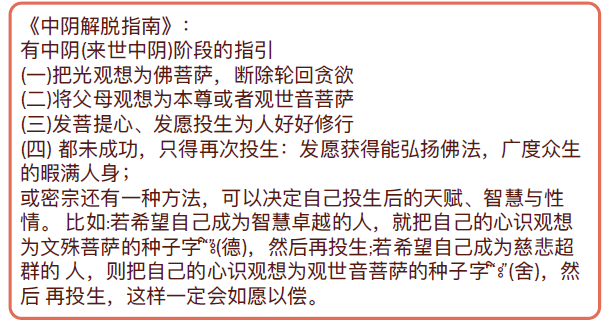 《中阴解脱指南》：
有中阴(来世中阴)阶段的指引
(一)把光观想为佛菩萨，断除轮回贪欲
(二)将父母观想为本尊或者观世音菩萨
(三)发菩提心、发愿投生为人好好修行
(四) 都未成功，只得再次投生：发愿获得能弘扬佛法，广度众生
的暇满人身；
或密宗还有一种方法，可以决定自己投生后的天赋、智慧与性
情。 比如:若希望自己成为智慧卓越的人，就把自己的心识观想
为文殊菩萨的种子字“ ”(德)，然后再投生;若希望自己成为慈悲超
群的 人，则把自己的心识观想为观世音菩萨的种子字“ ”(舍)，然
后 再投生，这样一定会如愿以偿。